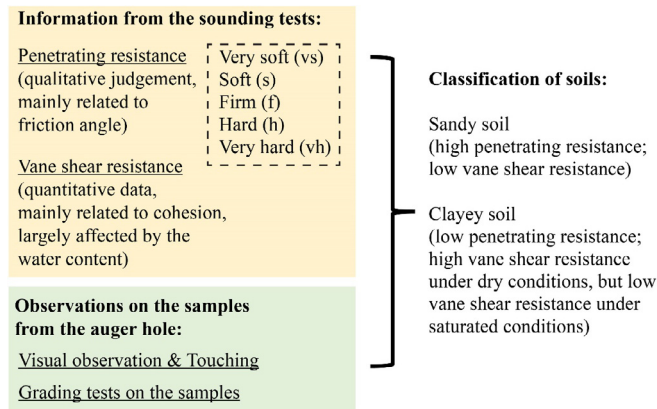 Information from the sounding tests:
Penetrating resistance
(qualitative judgement,
mainly related to
friction angle)
Very soft (vs)
Soft (s)
Firm (f)
Hard (h)
Very hard (vh)
Vane shear resistance
(quantitative data,
mainly related to cohesion,
largely affected by the
water content)
Observations on the samples
from the auger hole:
Visual observation & Touching
Grading tests on the samples
Classification of soils:
Sandy soil
(high penetrating resistance;
low vane shear resistance)
Clayey soil
(low penetrating resistance;
high vane shear resistance
under dry conditions, but low
vane shear resistance under
saturated conditions)